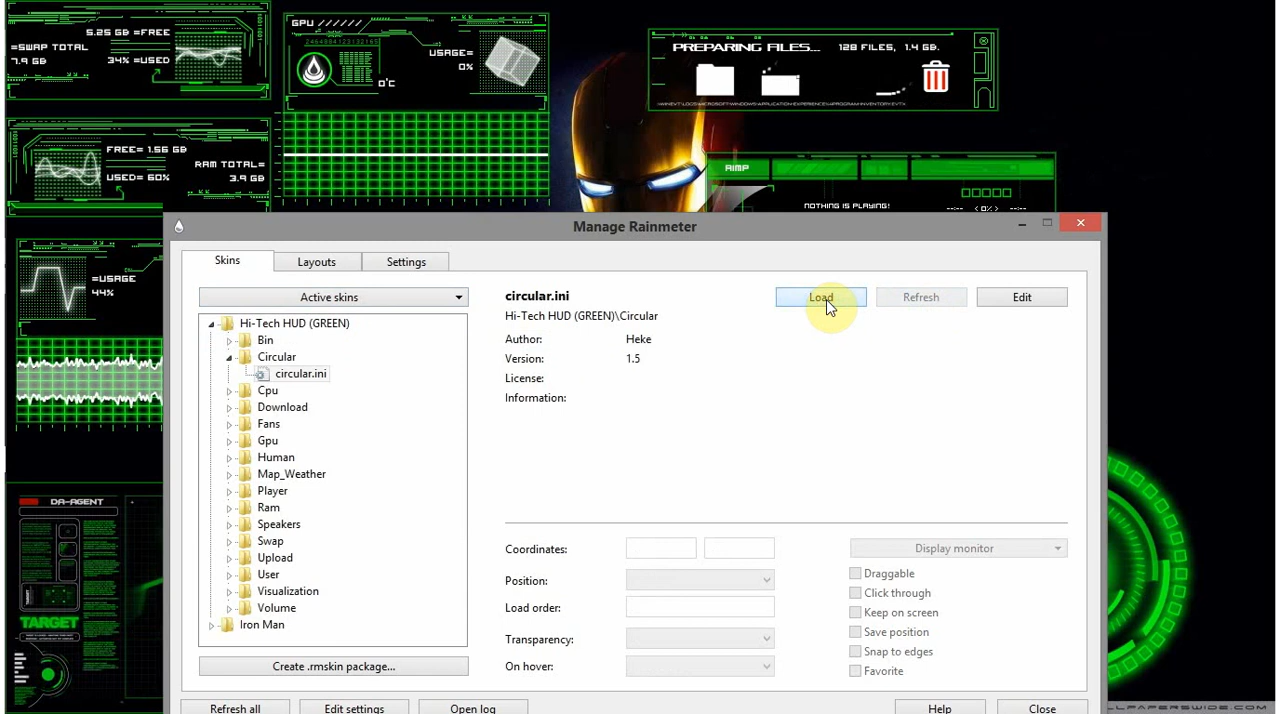 5.25 GB =FREE
=SWAP TOTAL
7.9 GB
34% =USED
GPU //////
2464984123132165
USAGE=
0%
0°C
PREPARING FILES...
128 FILES, 1.4 GB.
FREE= 1.56 GB
USED= 60%
RAM TOTAL=
3.9 GB
AIMP
NOTHING IS PLAYING!
--:-- < 0% > --:--
=USAGE
44%
DA-AGENT
TARGET
Manage Rainmeter
Skins
Layouts
Settings
Active skins
Hi-Tech HUD (GREEN)
Bin
Circular
circular.ini
Cpu
Download
Fans
Gpu
Human
Map_Weather
Player
Ram
Speakers
Swap
Upload
User
Visualization
Volume
Iron Man
Create .rmskin package...
circular.ini
Hi-Tech HUD (GREEN)\Circular
Load
Refresh
Edit
Author: Heke
Version: 1.5
License:
Information:
Coordinates:
Position:
Load order:
Transparency:
On hover:
Display monitor
Draggable
Click through
Keep on screen
Save position
Snap to edges
Favorite
Refresh all
Edit settings
Open log
Help
Close
LLPAPERSWIDE.COM